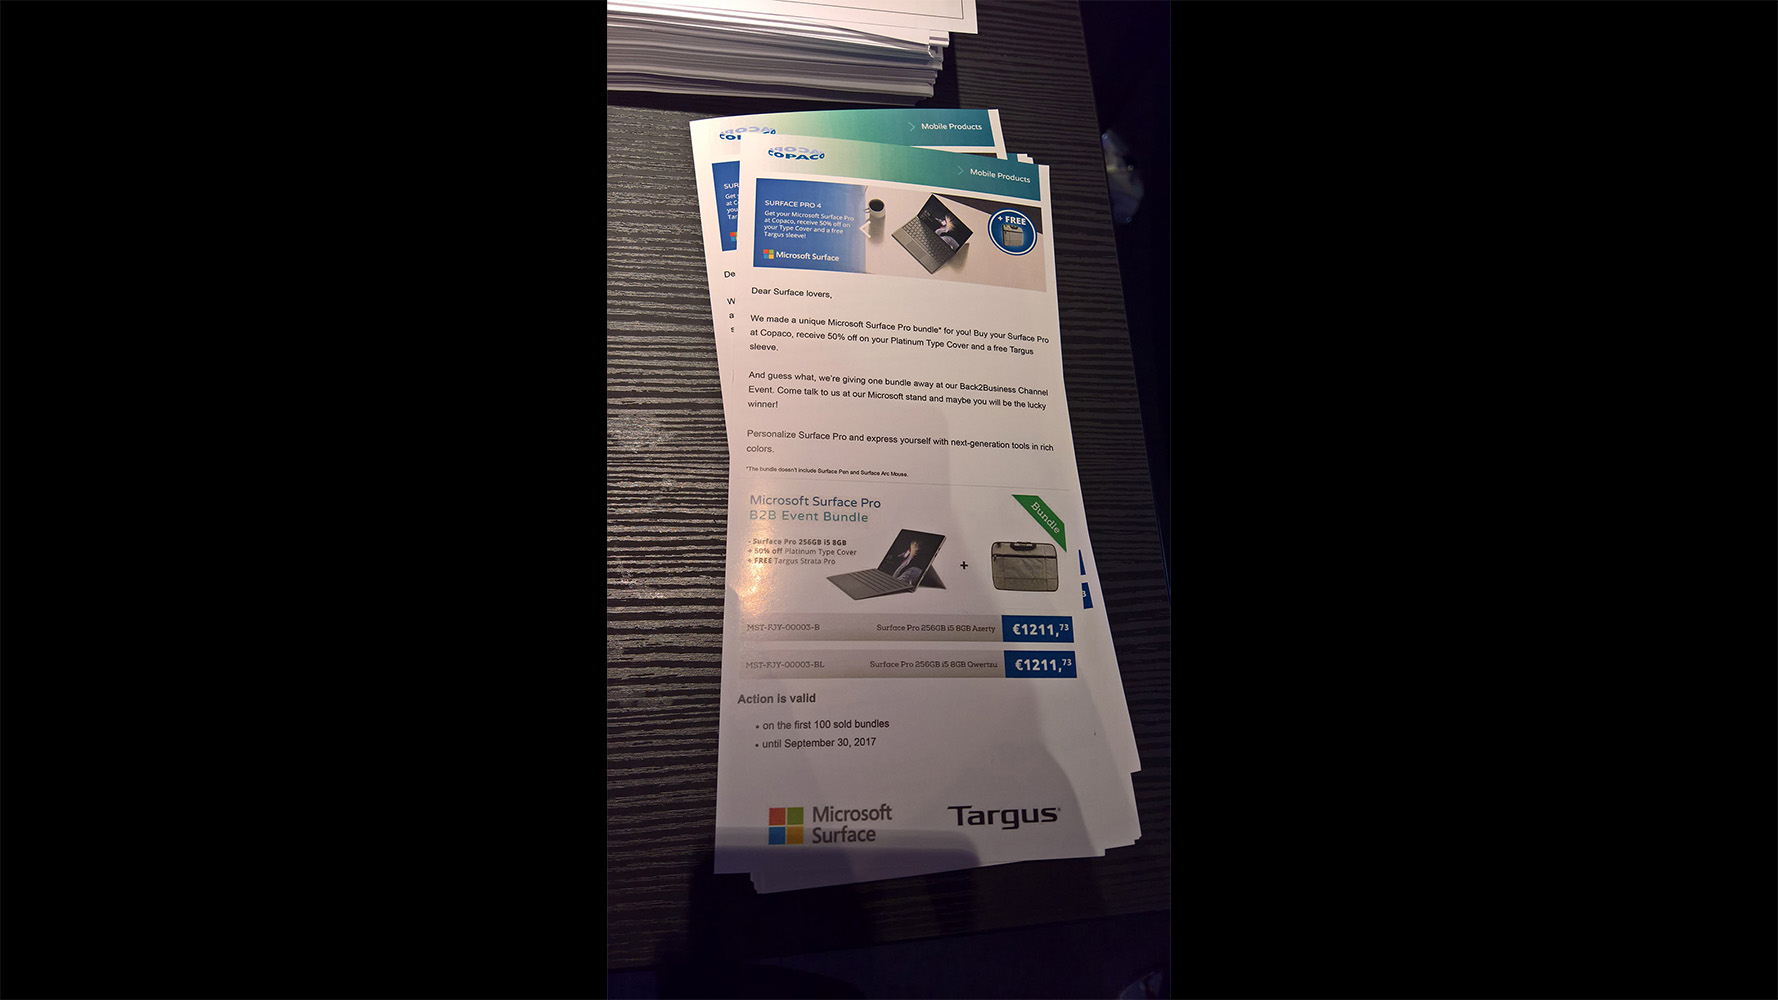 Mobile Products
COPACO
Mobile Products
SURFACE PRO 4
Get your Microsoft Surface Pro
at Copaco, receive 50% off on
your Type Cover and a free
Targus sleeve!
Microsoft Surface
+ FREE
Dear Surface lovers,
We made a unique Microsoft Surface Pro bundle* for you! Buy your Surface Pro
at Copaco, receive 50% off on your Platinum Type Cover and a free Targus
sleeve.
And guess what, we're giving one bundle away at our Back2Business Channel
Event. Come talk to us at our Microsoft stand and maybe you will be the lucky
winner!
Personalize Surface Pro and express yourself with next-generation tools in rich
colors.
*The bundle doesn't include Surface Pen and Surface Arc Mouse.
Microsoft Surface Pro
B2B Event Bundle
Bundle
- Surface Pro 256GB i5 8GB
+ 50% off Platinum Type Cover
+ FREE Targus Strata Pro
+
MST-FJY-00003-B Surface Pro 256GB i5 8GB Azerty €1211,73
MST-FJY-00003-BL Surface Pro 256GB i5 8GB Qwertzu €1211,73
Action is valid
• on the first 100 sold bundles
• until September 30, 2017
Microsoft
Surface
Targus